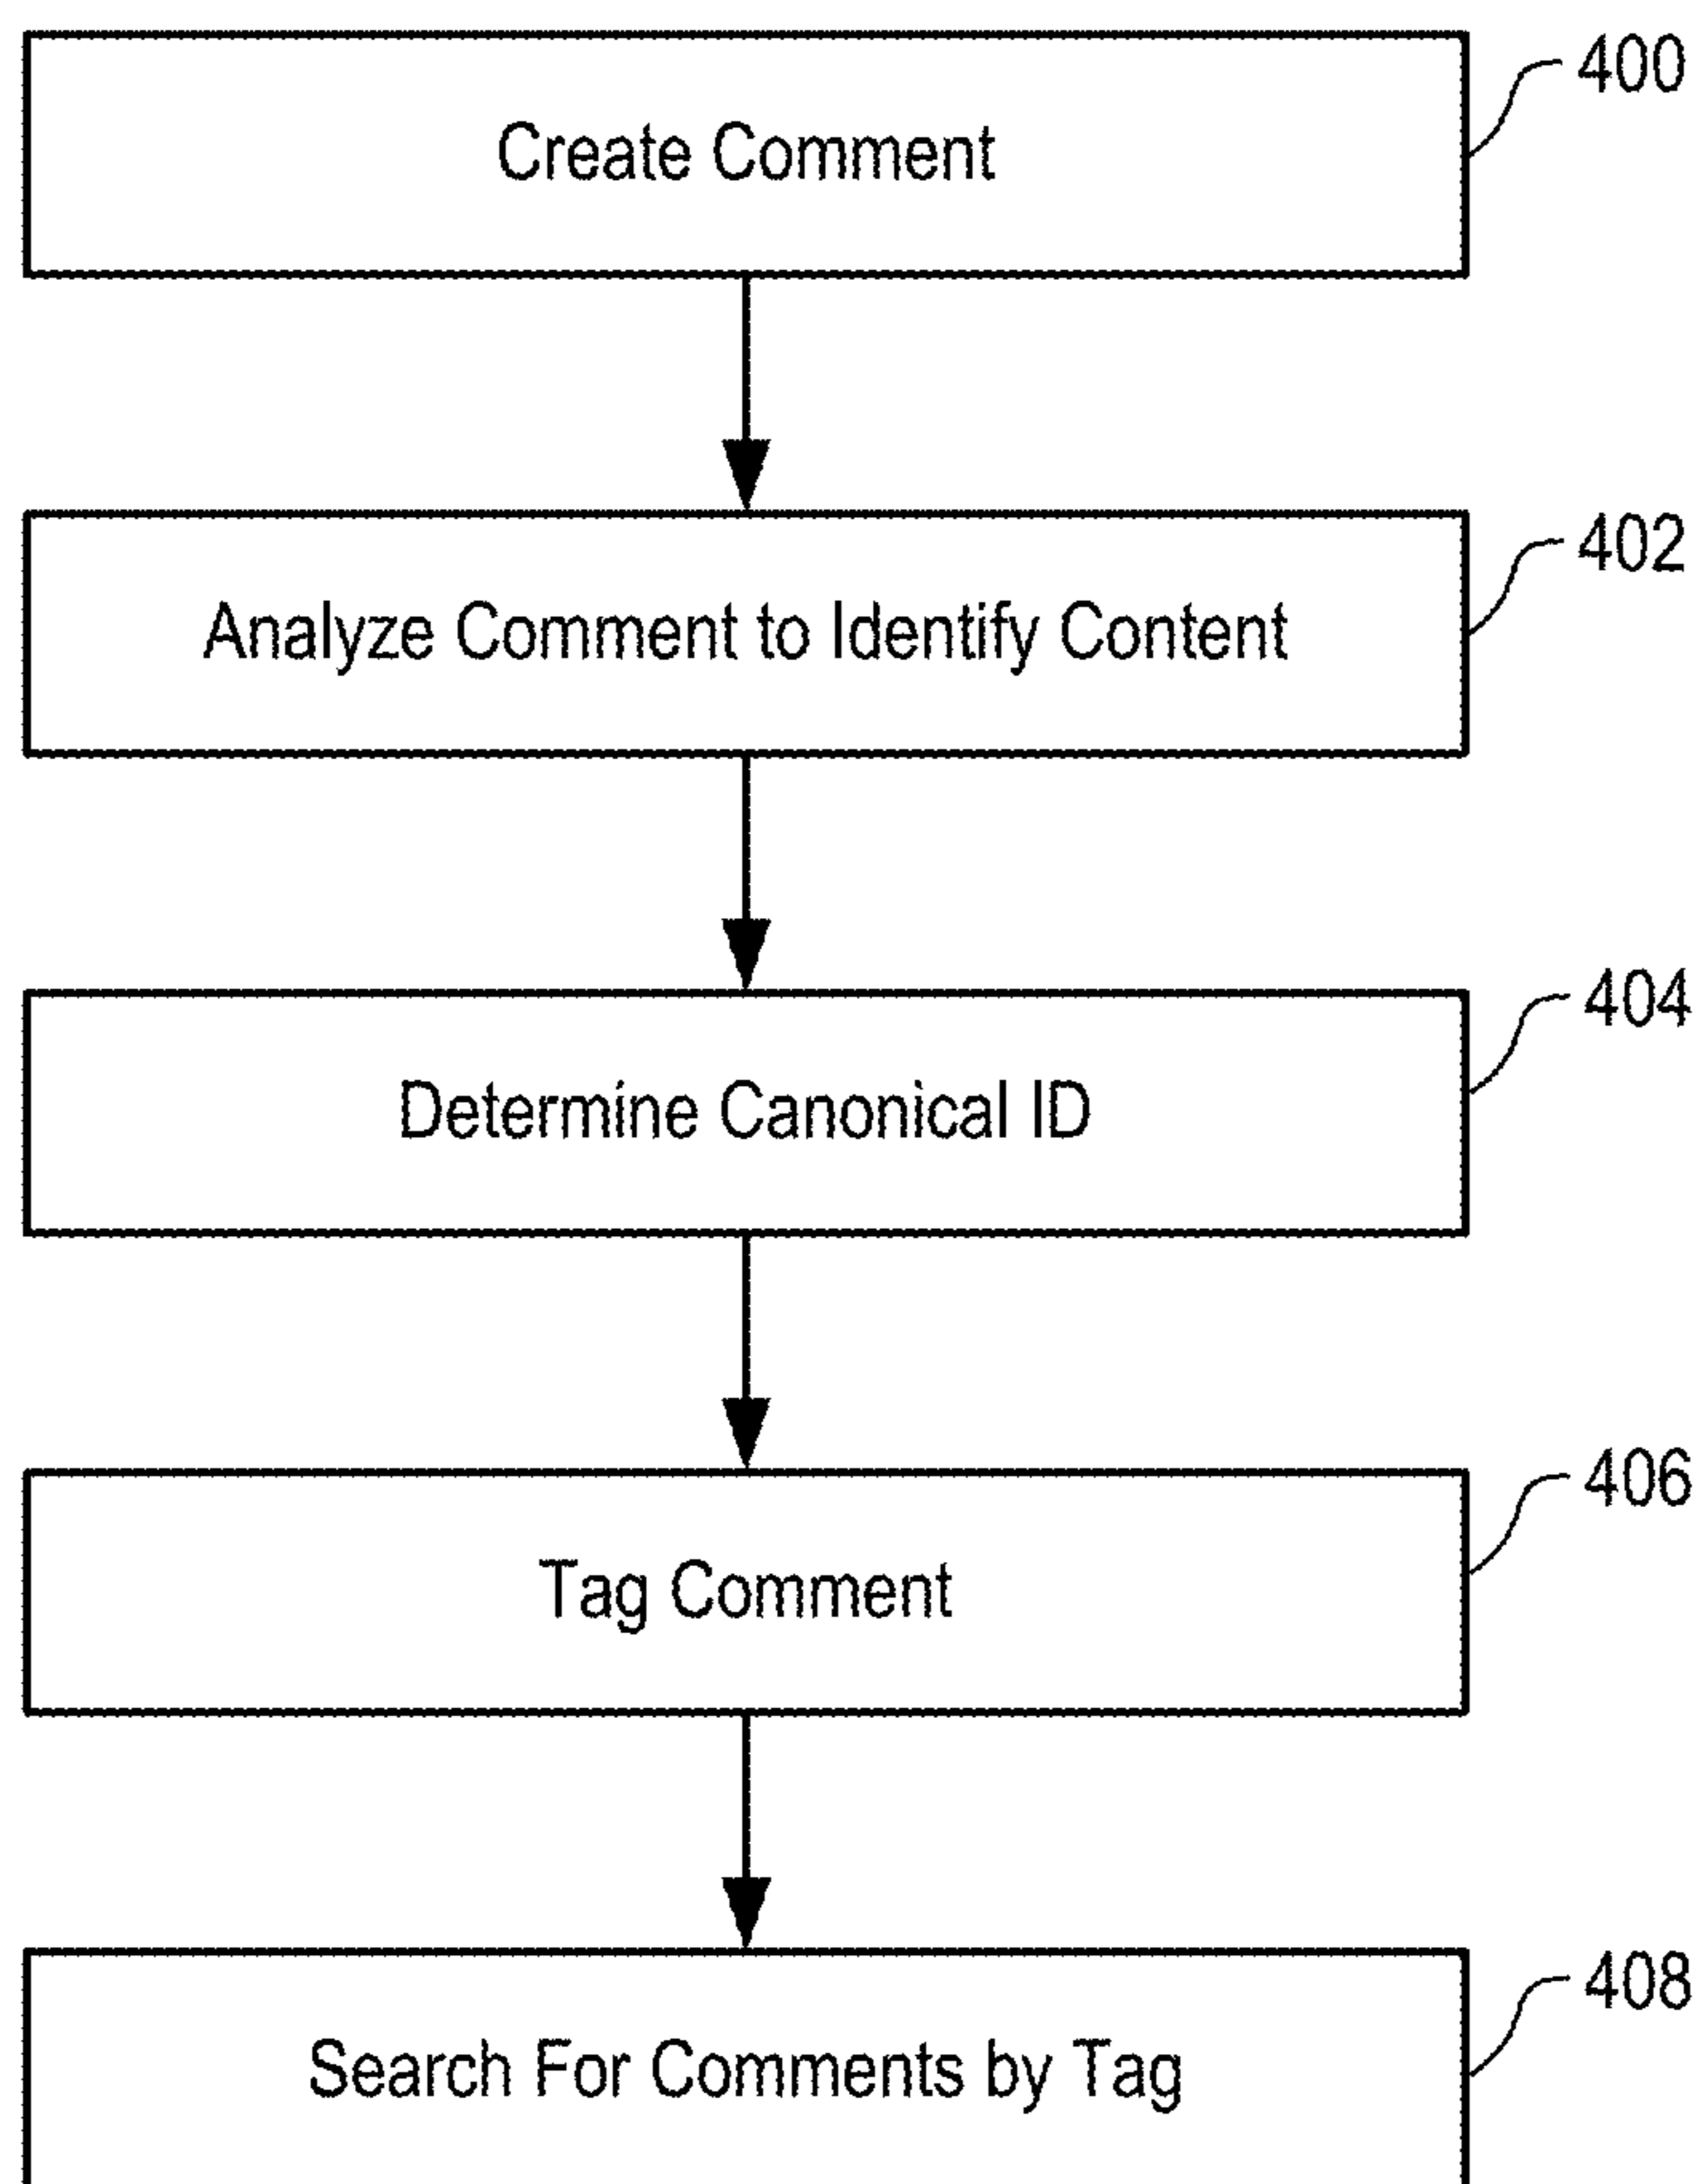 400
Create Comment
402
Analyze Comment to Identify Content
404
Determine Canonical ID
406
Tag Comment
408
Search For Comments by Tag